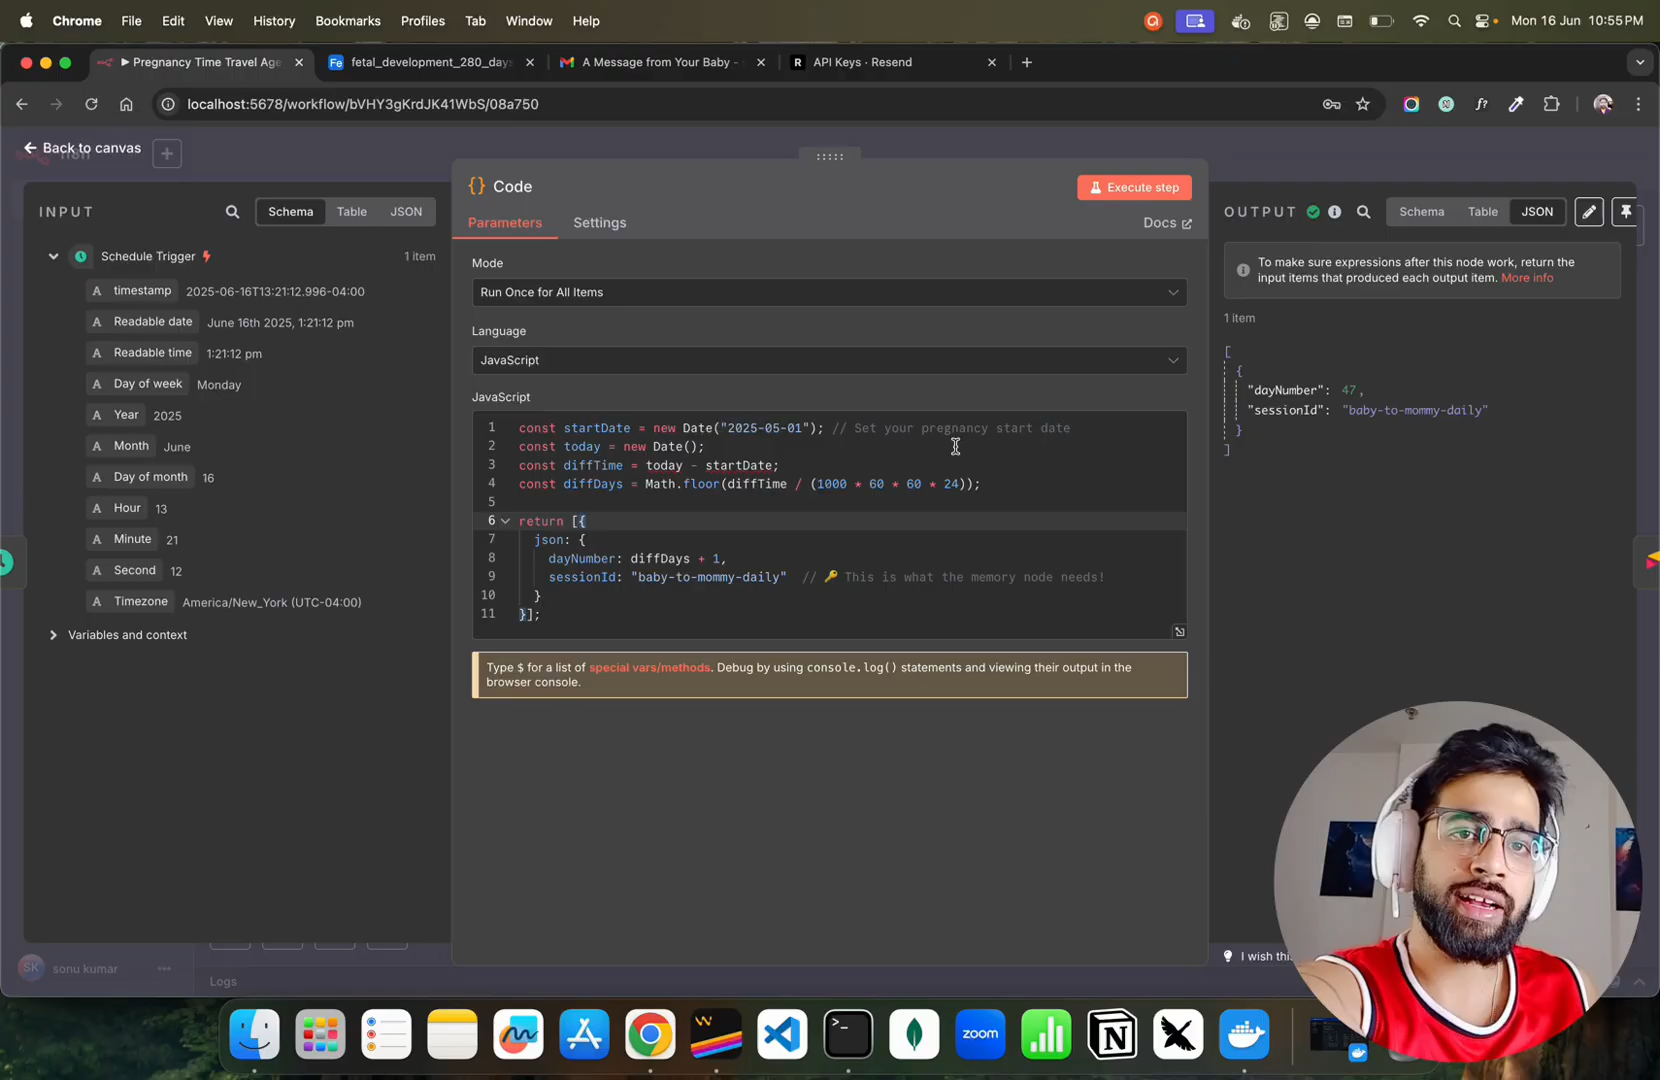 Chrome File Edit View History Bookmarks Profiles Tab Window Help Mon 16 Jun 10:55 PM
Pregnancy Time Travel Age
fetal_development_280_days
A Message from Your Baby -
R API Keys · Resend
localhost:5678/workflow/bVHY3gKrdJK41WbS/08a750
Back to canvas
INPUT
Schema Table JSON
Schedule Trigger 1 item
A timestamp 2025-06-16T13:21:12.996-04:00
A Readable date June 16th 2025, 1:21:12 pm
A Readable time 1:21:12 pm
A Day of week Monday
A Year 2025
A Month June
A Day of month 16
A Hour 13
A Minute 21
A Second 12
A Timezone America/New_York (UTC-04:00)
Variables and context
{} Code
Execute step
Parameters Settings Docs
Mode
Run Once for All Items
Language
JavaScript
JavaScript
1 const startDate = new Date("2025-05-01"); // Set your pregnancy start date
2 const today = new Date();
3 const diffTime = today - startDate;
4 const diffDays = Math.floor(diffTime / (1000 * 60 * 60 * 24));
5
6 return [{
7 json: {
8 dayNumber: diffDays + 1,
9 sessionId: "baby-to-mommy-daily" // 🔑 This is what the memory node needs!
10 }
11 }];
Type $ for a list of special vars/methods. Debug by using console.log() statements and viewing their output in the
browser console.
OUTPUT
Schema Table JSON
To make sure expressions after this node work, return the
input items that produced each output item. More info
1 item
[
{
"dayNumber": 47,
"sessionId": "baby-to-mommy-daily"
}
]
I wish thi
SK sonu kumar
Logs
zoom